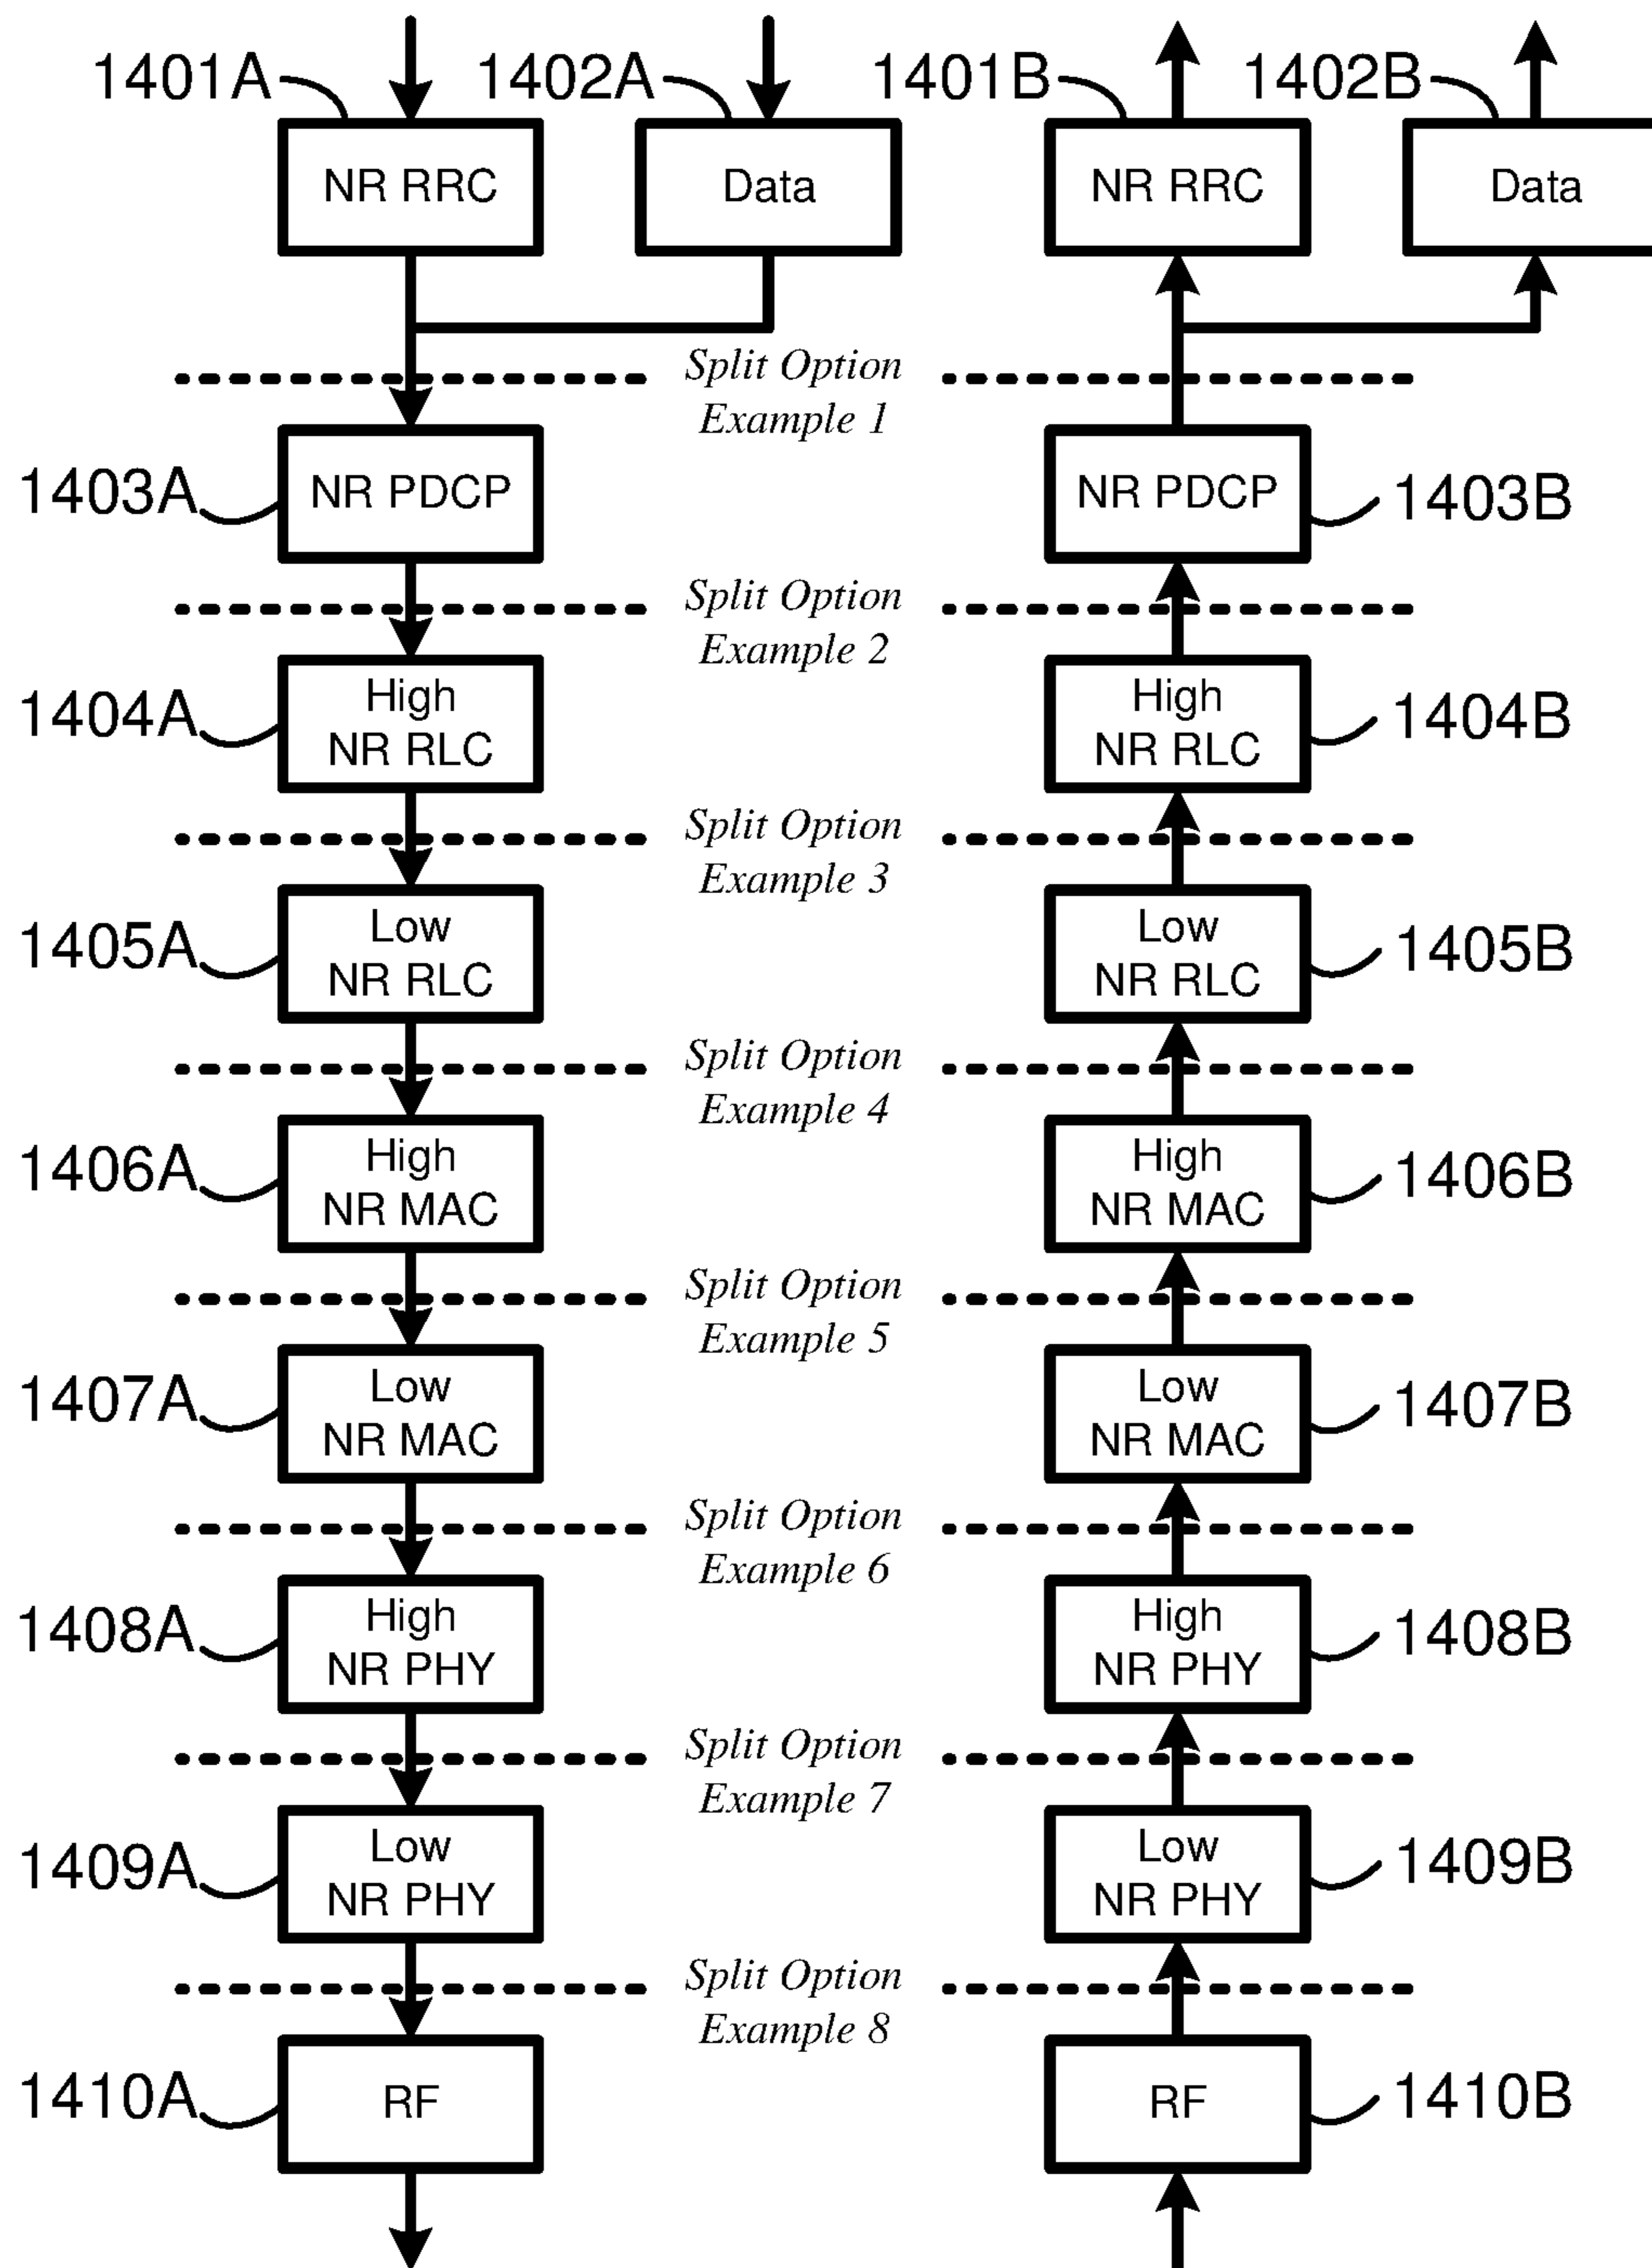 1401A 1402A 1401B 1402B
NR RRC Data NR RRC Data
Split Option
Example 1
1403A NR PDCP NR PDCP 1403B
Split Option
Example 2
1404A High NR RLC High NR RLC 1404B
Split Option
Example 3
1405A Low NR RLC Low NR RLC 1405B
Split Option
Example 4
1406A High NR MAC High NR MAC 1406B
Split Option
Example 5
1407A Low NR MAC Low NR MAC 1407B
Split Option
Example 6
1408A High NR PHY High NR PHY 1408B
Split Option
Example 7
1409A Low NR PHY Low NR PHY 1409B
Split Option
Example 8
1410A RF RF 1410B